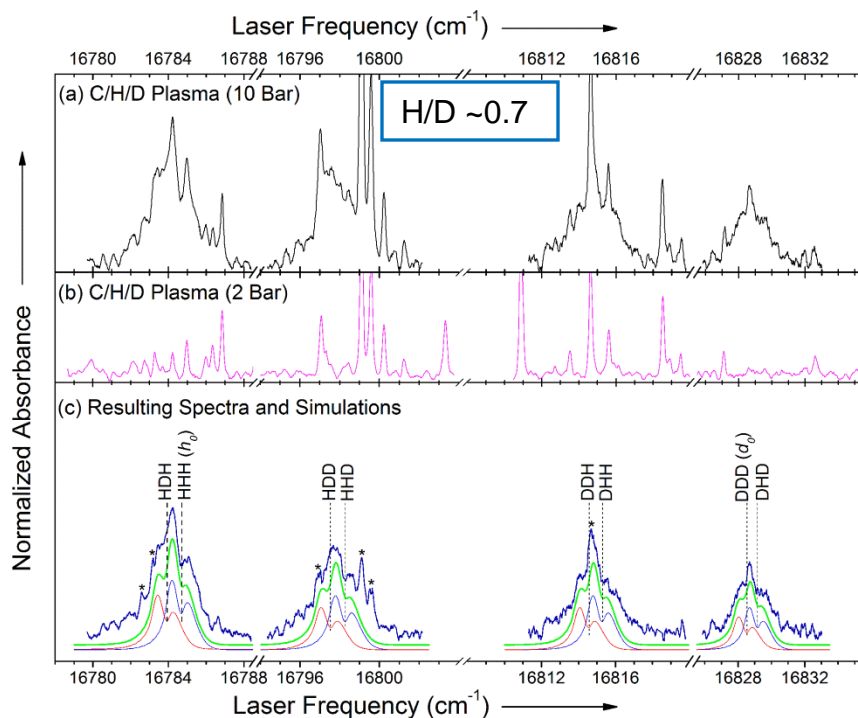 Laser Frequency (cm⁻¹)
16780 16784 16788 16796 16800 16812 16816 16828 16832
(a) C/H/D Plasma (10 Bar)
H/D ~0.7
(b) C/H/D Plasma (2 Bar)
(c) Resulting Spectra and Simulations
HDH
HHH (h₀)
HDD
HHD
DDH
DHH
DDD (d₀)
DHD
* * * * * *
Normalized Absorbance
16780 16784 16788 16796 16800 16812 16816 16828 16832
Laser Frequency (cm⁻¹)